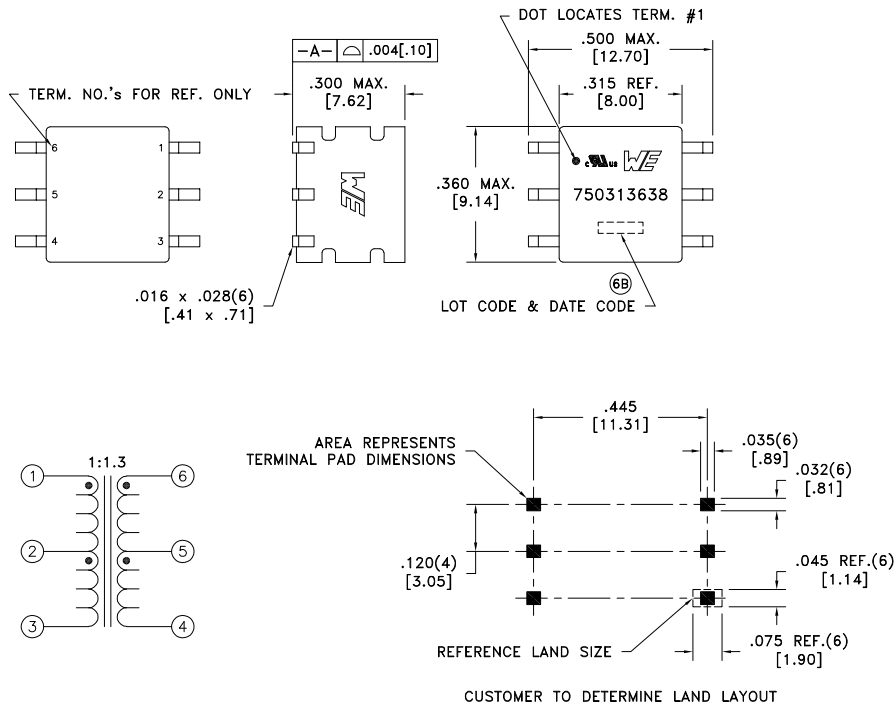 DOT LOCATES TERM. #1
-A- .004[.10]
.500 MAX.
[12.70]
.300 MAX.
[7.62]
.315 REF.
[8.00]
TERM. NO.'s FOR REF. ONLY
6 1
5 2
4 3
WE
c UL us WE
750313638
.360 MAX.
[9.14]
6B
.016 x .028(6)
[.41 x .71]
LOT CODE & DATE CODE
1:1.3
1 6
2 5
3 4
.445
[11.31]
AREA REPRESENTS
TERMINAL PAD DIMENSIONS
.035(6)
[.89]
.032(6)
[.81]
.120(4)
[3.05]
.045 REF.(6)
[1.14]
REFERENCE LAND SIZE
.075 REF.(6)
[1.90]
CUSTOMER TO DETERMINE LAND LAYOUT